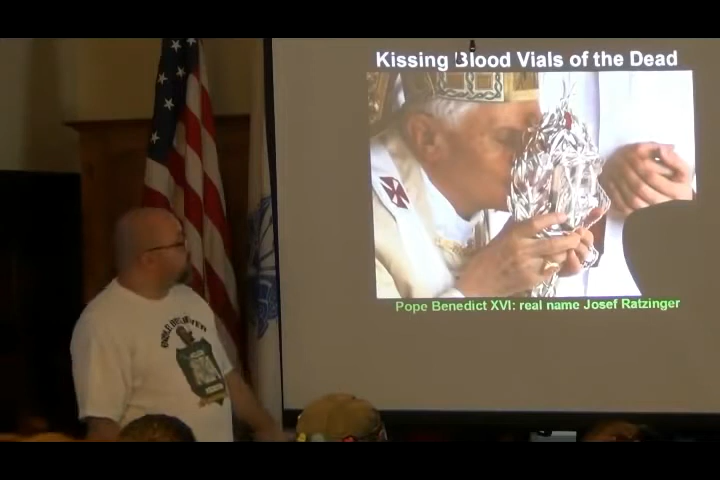 Kissing Blood Vials of the Dead
Pope Benedict XVI: real name Josef Ratzinger